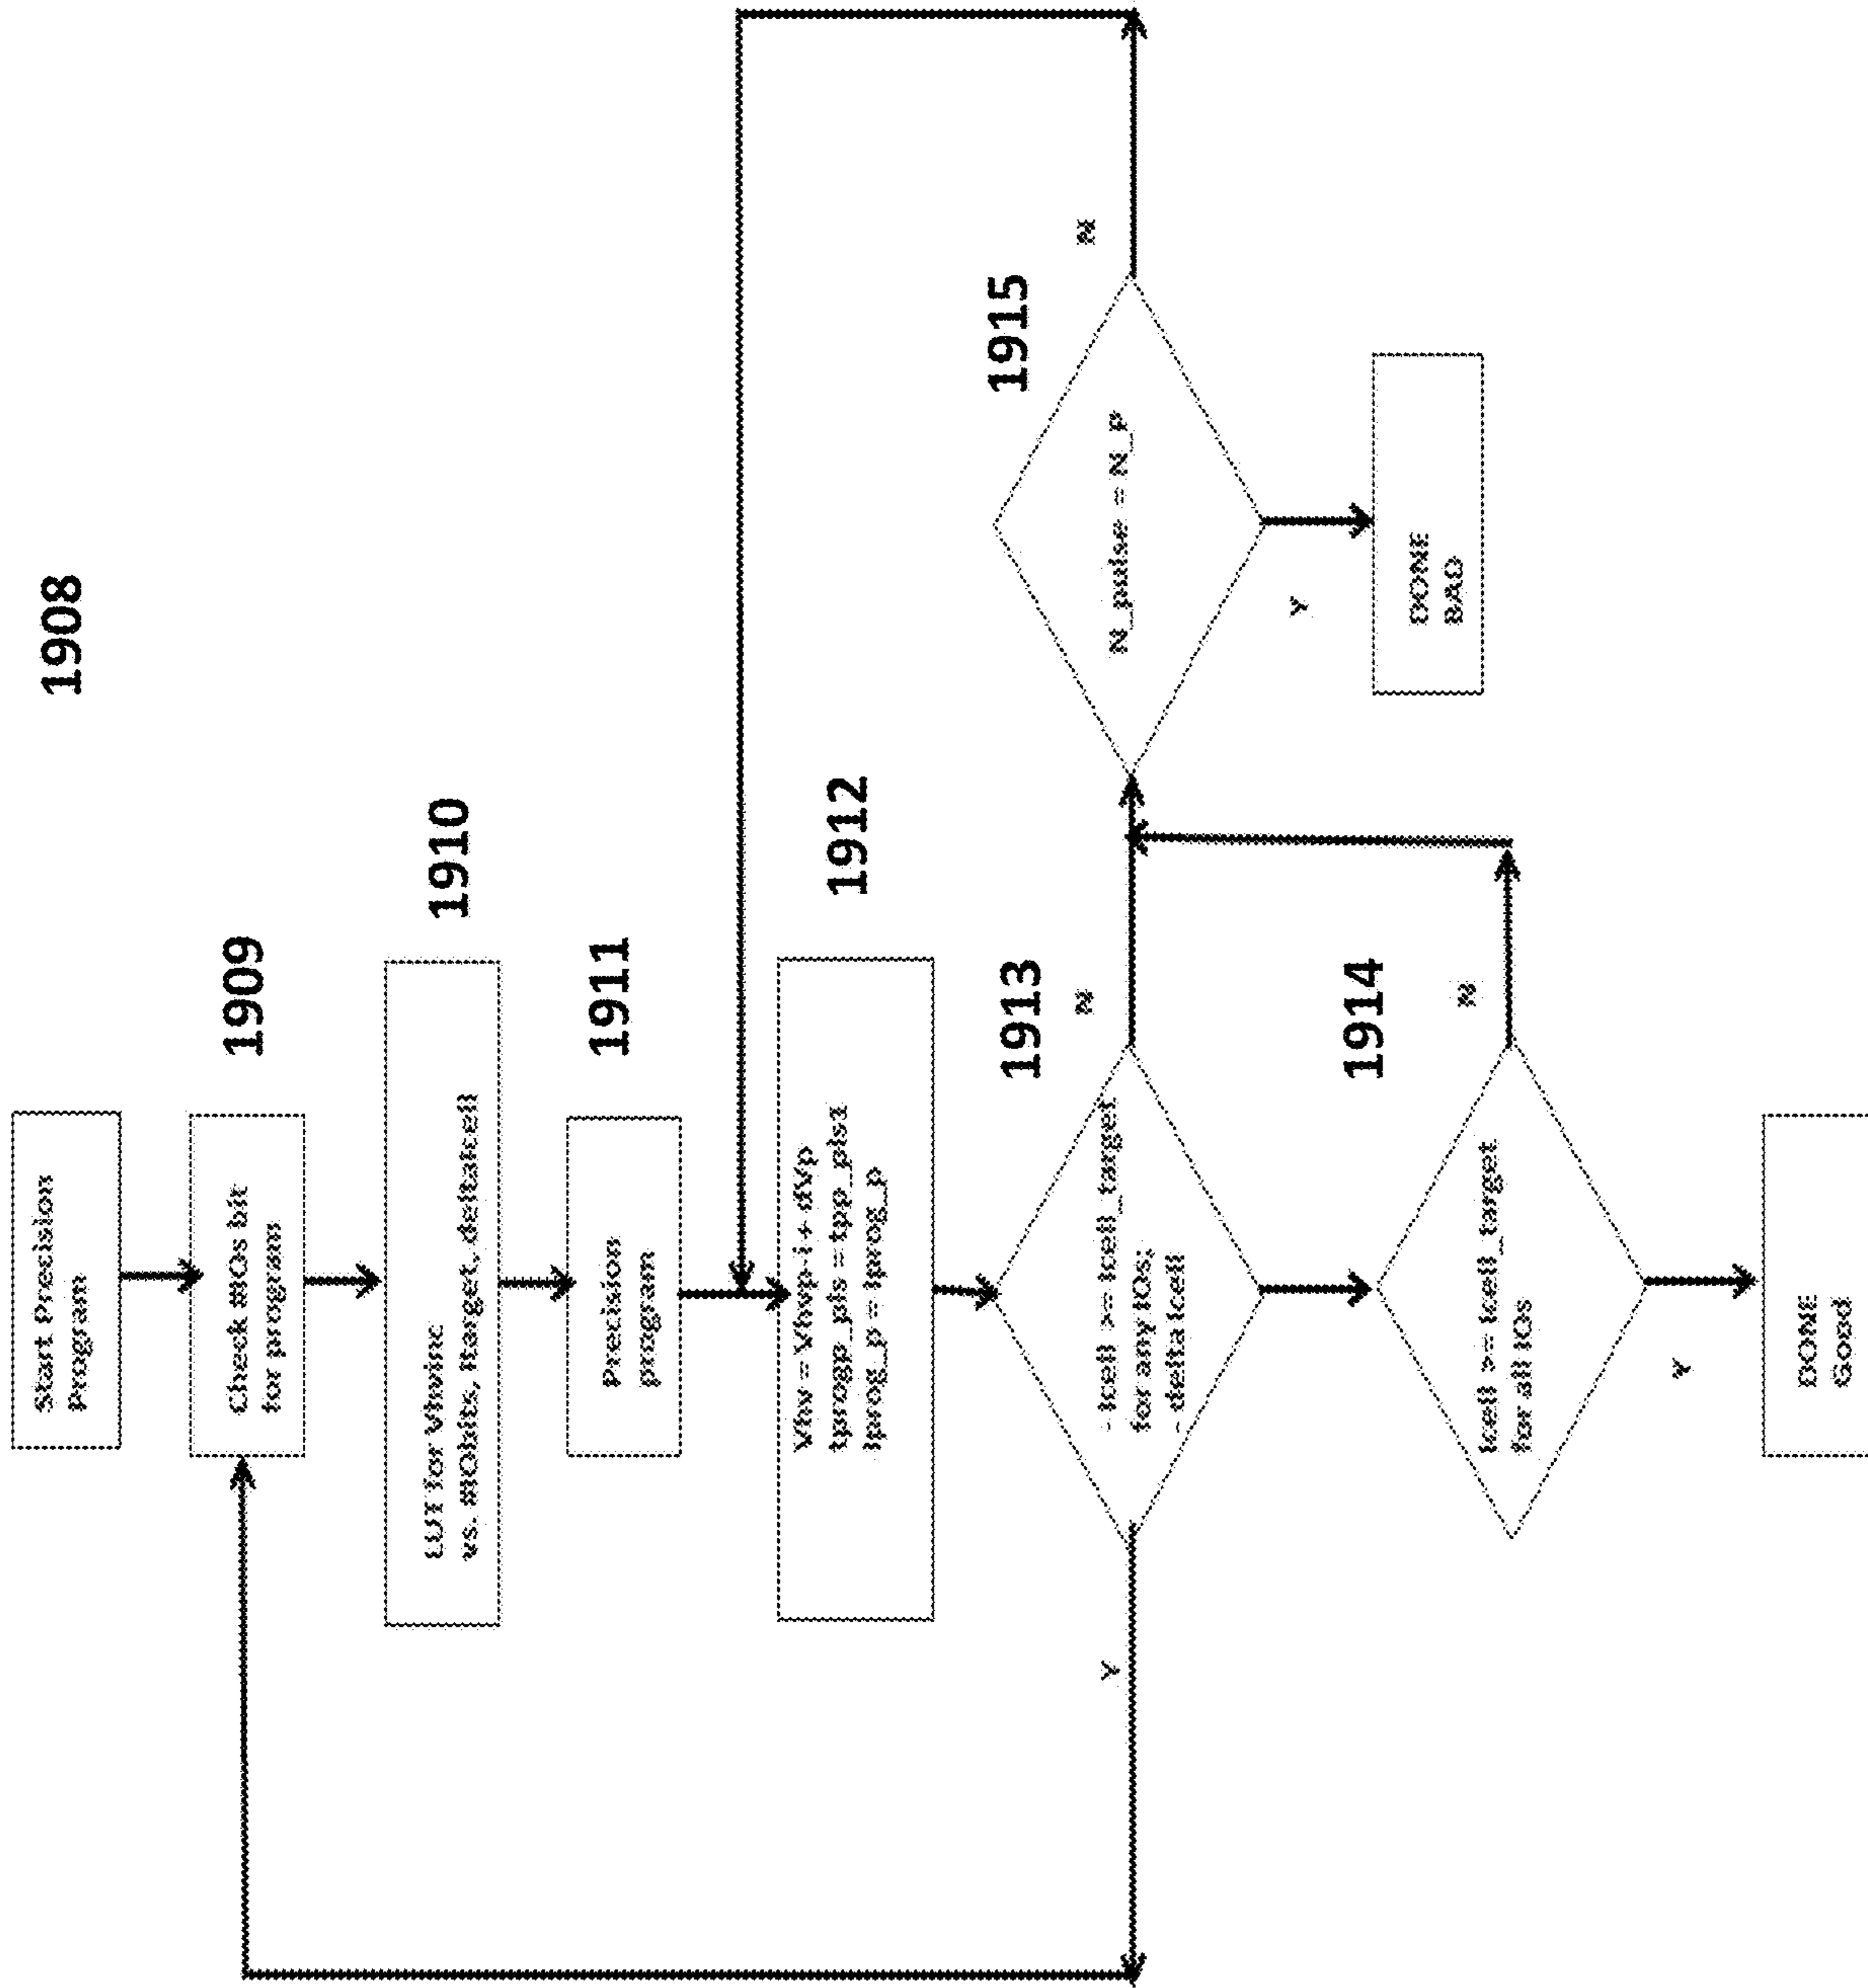 1908
Start Precision
Program
1909
Check #IOs bit
for program
1910
LUT for Vhvinc
vs. #IObits, Itarget, deltaIcell
1911
Precision
program
1912
Vhv = Vhvp-i + dVp
tprogp_pls = tpp_pls1
Iprog_p = Iprog_p
1913
- Icell >= Icell_target
for any IOs;
- delta Icell
Y
N
1915
N_pulse = N_P
N
Y
DONE
BAD
1914
Icell >= Icell_target
for all IOs
N
Y
DONE
Good